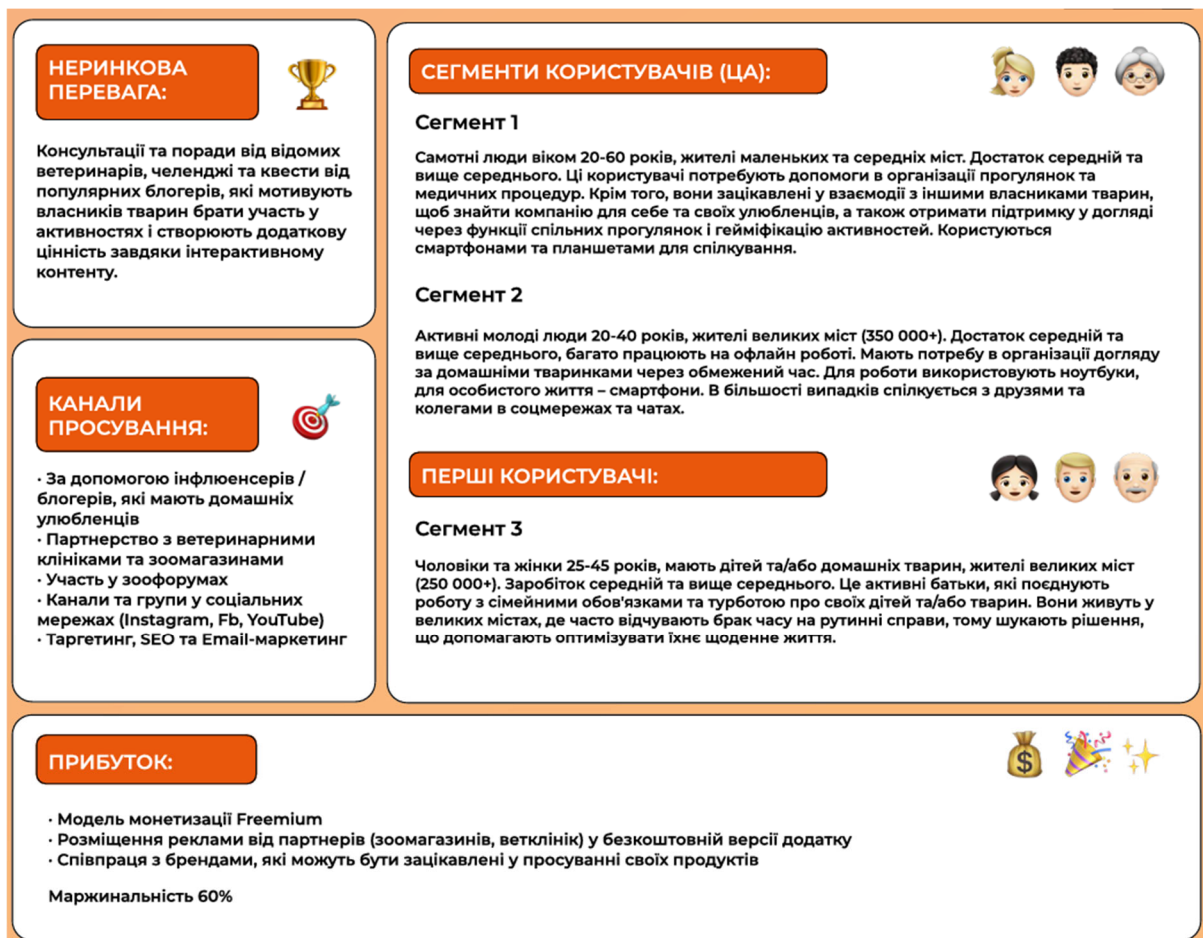 НЕРИНКОВА
ПЕРЕВАГА:
Консультації та поради від відомих
ветеринарів, челенджі та квести від
популярних блогерів, які мотивують
власників тварин брати участь у
активностях і створюють додаткову
цінність завдяки інтерактивному
контенту.
КАНАЛИ
ПРОСУВАННЯ:
· За допомогою інфлюенсерів /
блогерів, які мають домашніх
улюбленців
· Партнерство з ветеринарними
клініками та зоомагазинами
· Участь у зоофорумах
· Канали та групи у соціальних
мережах (Instagram, Fb, YouTube)
· Таргетинг, SEO та Email-маркетинг
СЕГМЕНТИ КОРИСТУВАЧІВ (ЦА):
Сегмент 1
Самотні люди віком 20-60 років, жителі маленьких та середніх міст. Достаток середній та
вище середнього. Ці користувачі потребують допомоги в організації прогулянок та
медичних процедур. Крім того, вони зацікавлені у взаємодії з іншими власниками тварин,
щоб знайти компанію для себе та своїх улюбленців, а також отримати підтримку у догляді
через функції спільних прогулянок і гейміфікацію активностей. Користуються
смартфонами та планшетами для спілкування.
Сегмент 2
Активні молоді люди 20-40 років, жителі великих міст (350 000+). Достаток середній та
вище середнього, багато працюють на офлайн роботі. Мають потребу в організації догляду
за домашніми тваринками через обмежений час. Для роботи використовують ноутбуки,
для особистого життя – смартфони. В більшості випадків спілкується з друзями та
колегами в соцмережах та чатах.
ПЕРШІ КОРИСТУВАЧІ:
Сегмент 3
Чоловіки та жінки 25-45 років, мають дітей та/або домашніх тварин, жителі великих міст
(250 000+). Заробіток середній та вище середнього. Це активні батьки, які поєднують
роботу з сімейними обов'язками та турботою про своїх дітей та/або тварин. Вони живуть у
великих містах, де часто відчувають брак часу на рутинні справи, тому шукають рішення,
що допомагають оптимізувати їхнє щоденне життя.
ПРИБУТОК:
· Модель монетизації Freemium
· Розміщення реклами від партнерів (зоомагазинів, ветклінік) у безкоштовній версії додатку
· Співпраця з брендами, які можуть бути зацікавлені у просуванні своїх продуктів
Маржинальність 60%